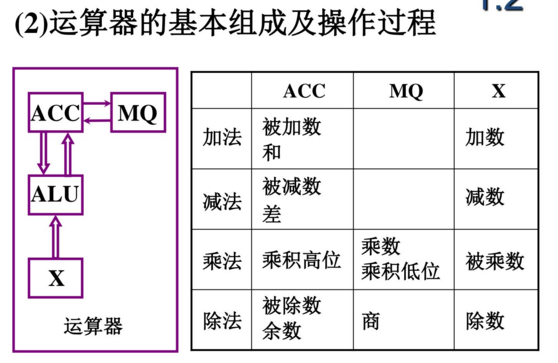 1.2
(2)运算器的基本组成及操作过程
ACC
MQ
ALU
X
运算器
ACC MQ X
加法 被加数 加数
和
减法 被减数 减数
差
乘法 乘积高位 乘数 被乘数
乘积低位
除法 被除数 商 除数
余数